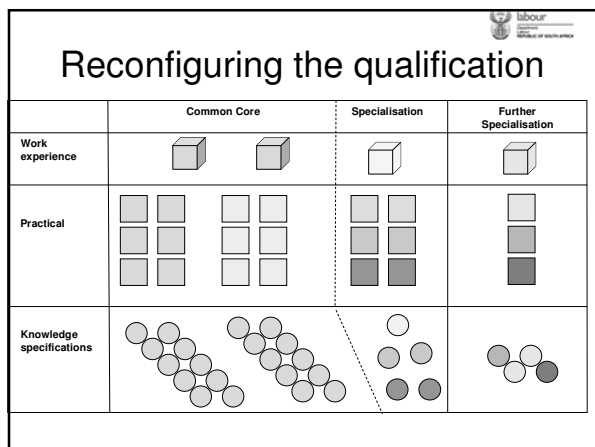 labour
Department:
Labour
REPUBLIC OF SOUTH AFRICA
Reconfiguring the qualification
Common Core
Specialisation
Further
Specialisation
Work
experience
Practical
Knowledge
specifications